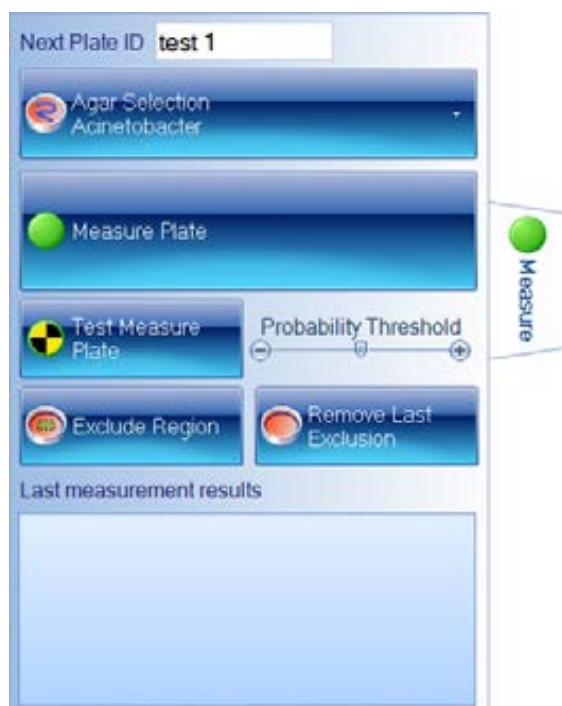 Next Plate ID test 1
Agar Selection
Acinetobacter
Measure Plate
Measure
Test Measure
Plate
Probability Threshold
Exclude Region
Remove Last
Exclusion
Last measurement results